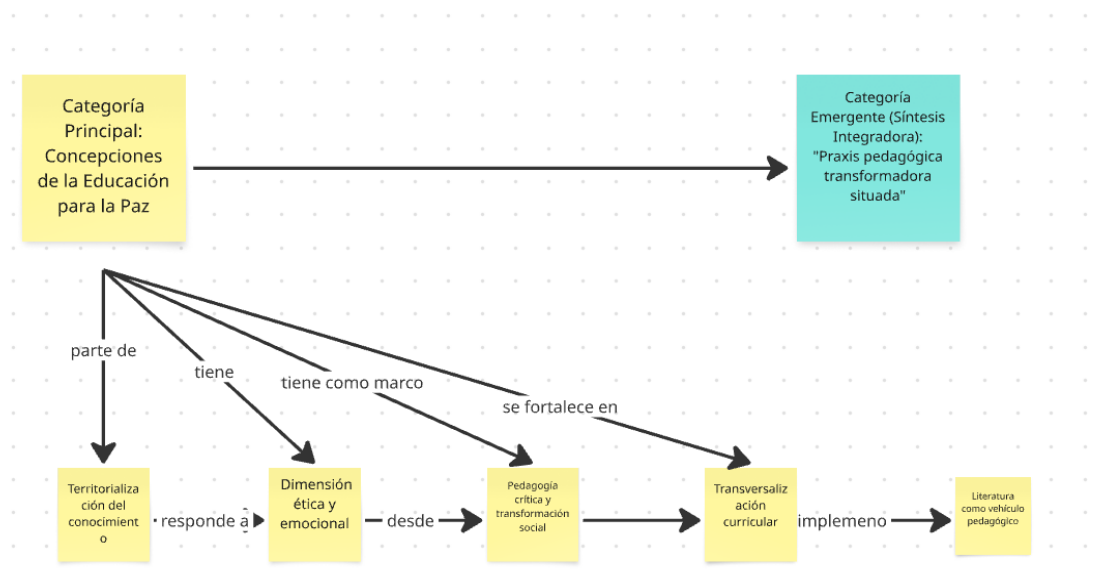 Categoría
Principal:
Concepciones
de la Educación
para la Paz
Categoría
Emergente (Síntesis
Integradora):
"Praxis pedagógica
transformadora
situada"
parte de
tiene
tiene como marco
se fortalece en
Territorializa
ción del
conocimient
o
responde a
Dimensión
ética y
emocional
desde
Pedagogía
crítica y
transformación
social
Transversaliz
ación
curricular
implemeno
Literatura
como vehículo
pedagógico